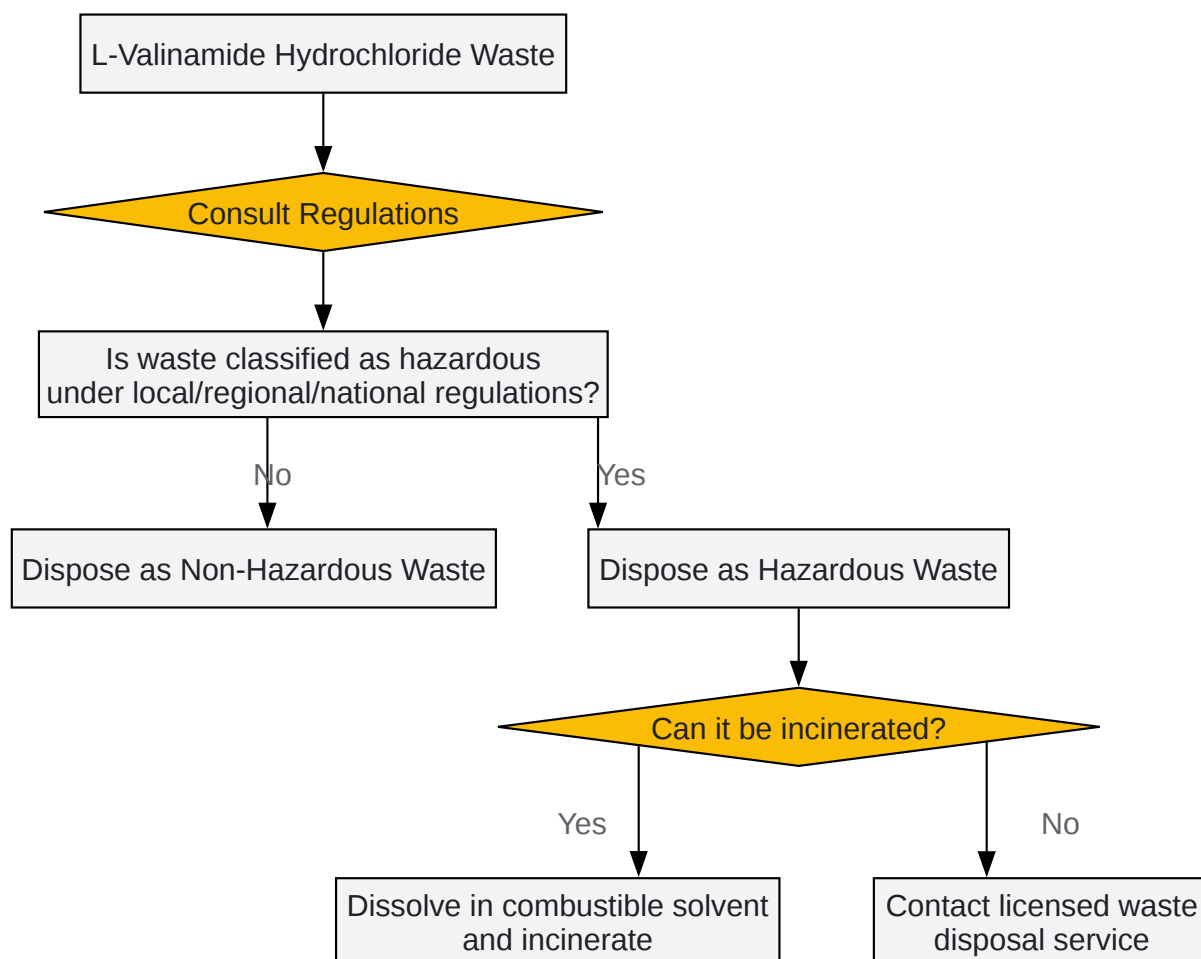 L-Valinamide Hydrochloride Waste
Consult Regulations
Is waste classified as hazardous
under local/regional/national regulations?
No
Yes
Dispose as Non-Hazardous Waste
Dispose as Hazardous Waste
Can it be incinerated?
Yes
No
Dissolve in combustible solvent
and incinerate
Contact licensed waste
disposal service